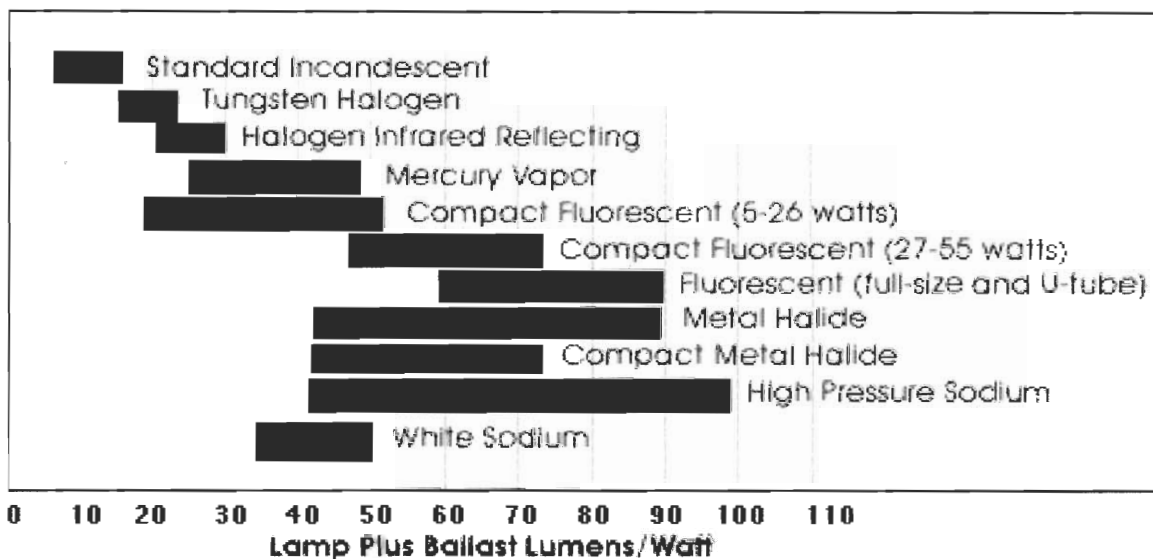 Standard Incandescent
Tungsten Halogen
Halogen Infrared Reflecting
Mercury Vapor
Compact Fluorescent (5-26 watts)
Compact Fluorescent (27-55 watts)
Fluorescent (full-size and U-tube)
Metal Halide
Compact Metal Halide
High Pressure Sodium
White Sodium
0 10 20 30 40 50 60 70 80 90 100 110
Lamp Plus Ballast Lumens/Watt